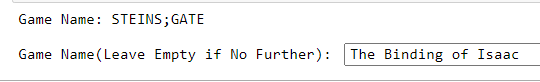 Game Name: STEINS;GATE
Game Name(Leave Empty if No Further): The Binding of Isaac